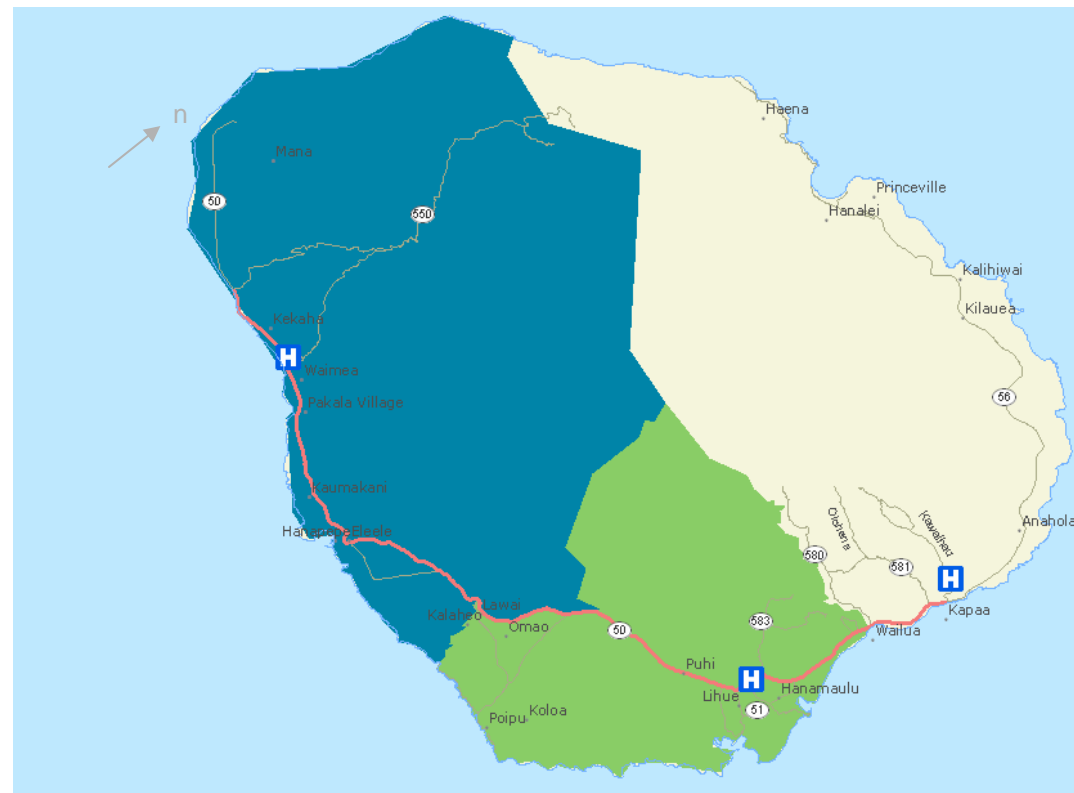 Haena
n
Mana
Princeville
50
550
Hanalei
Kalihiwai
Kilauea
Kekaha
H
Waimea
56
Pakala Village
Kaumakani
Anahola
Olohena
Kawaihau
Eleele
580
581
H
Lawai
Kalaheo
Kapaa
583
50
Omao
Wailua
Puhi
H
Hanamaulu
Lihue
51
Koloa
Poipu